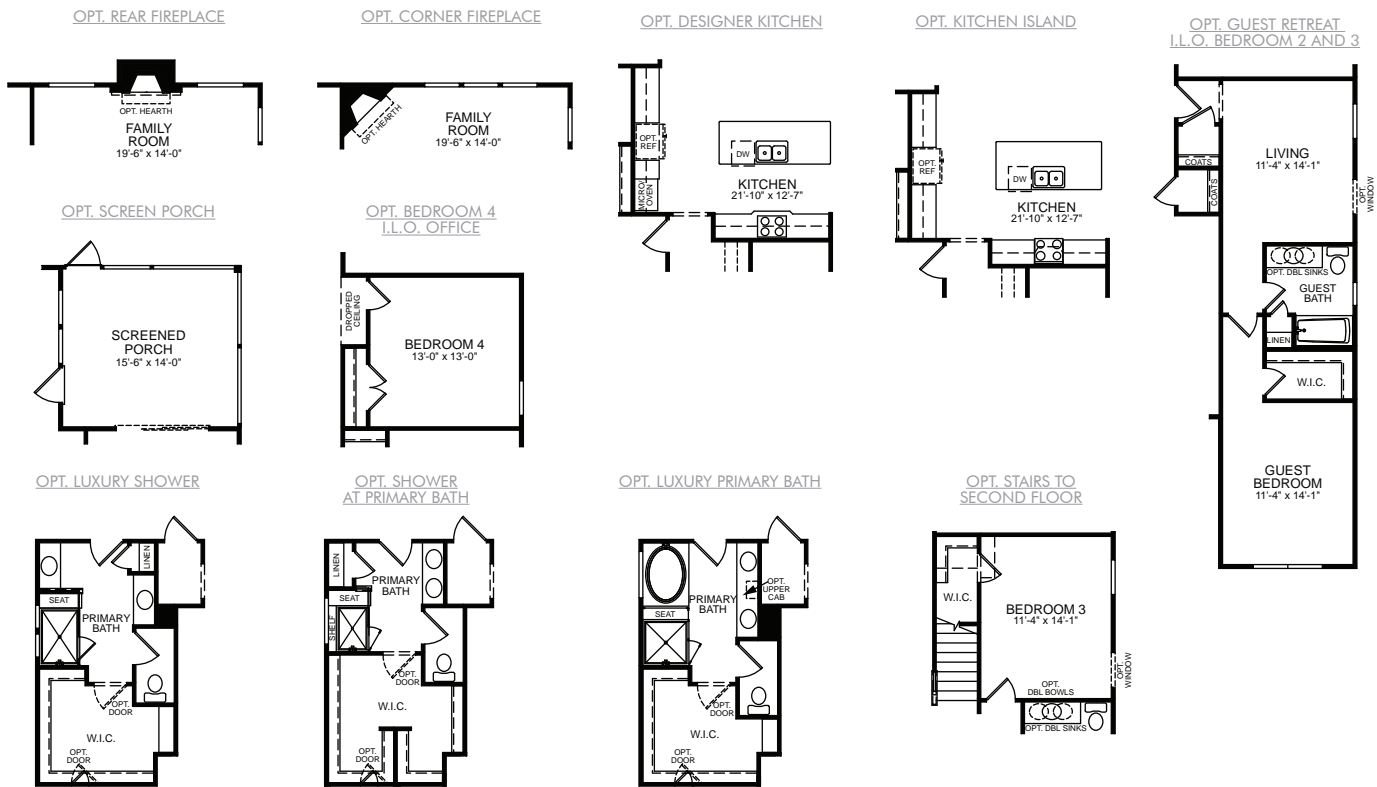 OPT. REAR FIREPLACE
OPT. HEARTH
FAMILY
ROOM
19'-6" x 14'-0"
OPT. CORNER FIREPLACE
OPT. HEARTH
FAMILY
ROOM
19'-6" x 14'-0"
OPT. DESIGNER KITCHEN
OPT.
REF
DW
MICRO/
OVEN
KITCHEN
21'-10" x 12'-7"
OPT. KITCHEN ISLAND
OPT.
REF
DW
KITCHEN
21'-10" x 12'-7"
OPT. GUEST RETREAT
I.L.O. BEDROOM 2 AND 3
LIVING
11'-4" x 14'-1"
COATS
COATS
OPT.
WINDOW
OPT. DBL SINKS
GUEST
BATH
LINEN
W.I.C.
GUEST
BEDROOM
11'-4" x 14'-1"
OPT. SCREEN PORCH
SCREENED
PORCH
15'-6" x 14'-0"
OPT. BEDROOM 4
I.L.O. OFFICE
DROPPED
CEILING
BEDROOM 4
13'-0" x 13'-0"
OPT. LUXURY SHOWER
LINEN
SEAT
PRIMARY
BATH
OPT.
DOOR
W.I.C.
OPT.
DOOR
OPT. SHOWER
AT PRIMARY BATH
LINEN
PRIMARY
BATH
SEAT
SHELF
OPT.
DOOR
W.I.C.
OPT.
DOOR
OPT. LUXURY PRIMARY BATH
OPT.
UPPER
CAB
PRIMARY
BATH
SEAT
OPT.
DOOR
W.I.C.
OPT.
DOOR
OPT. STAIRS TO
SECOND FLOOR
W.I.C.
BEDROOM 3
11'-4" x 14'-1"
OPT.
WINDOW
OPT.
DBL BOWLS
OPT. DBL SINKS